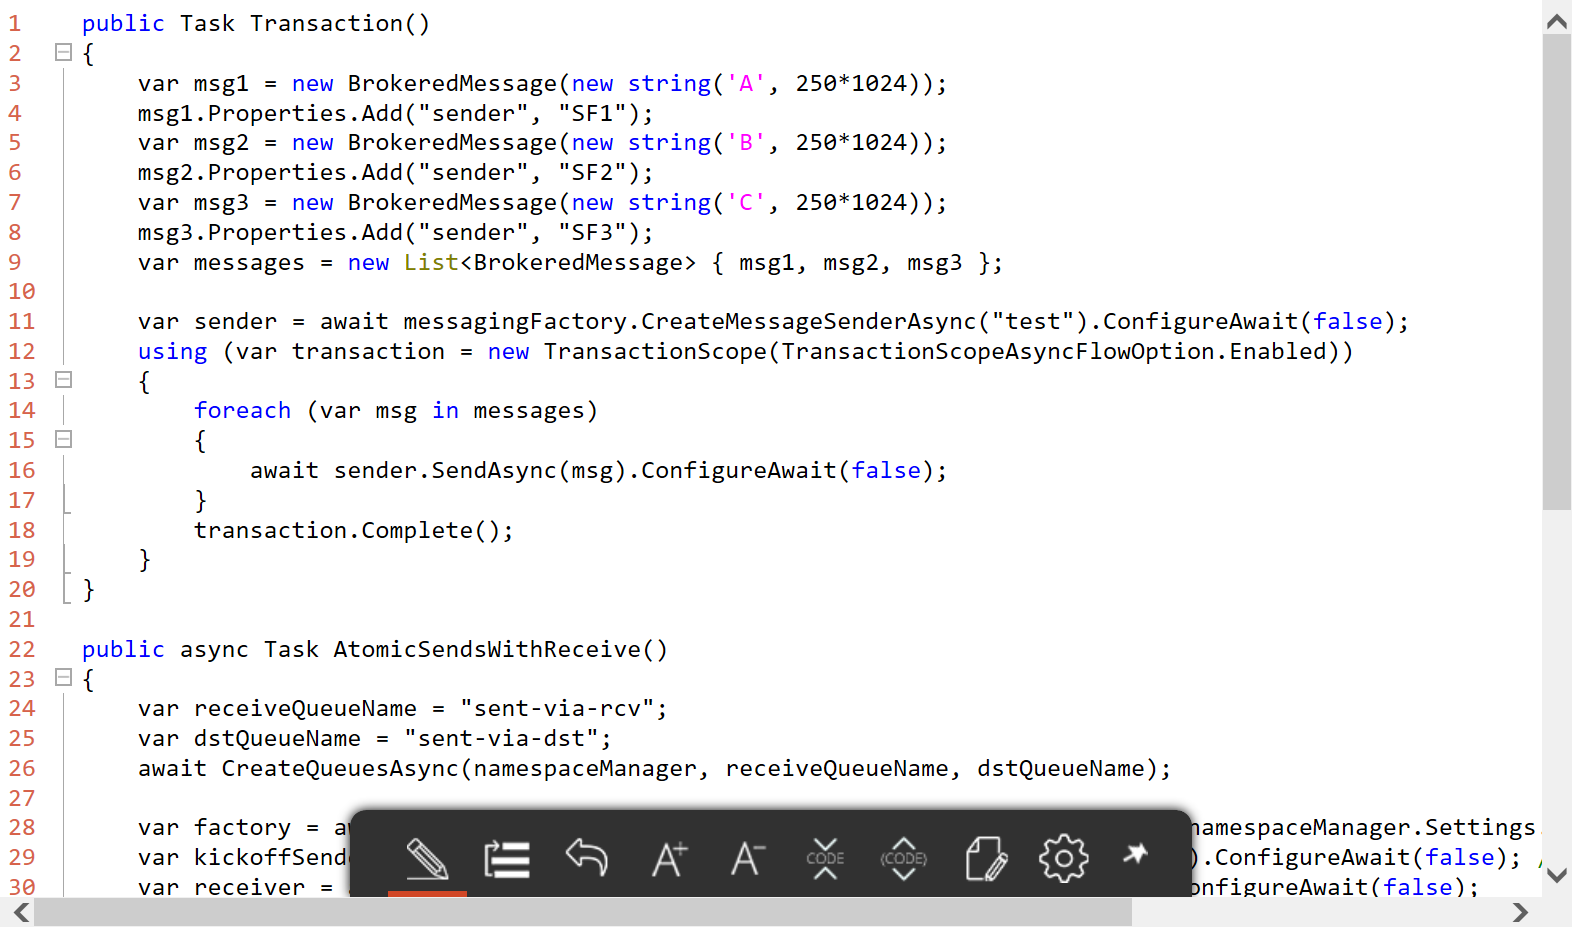 1 public Task Transaction()
2 {
3 var msg1 = new BrokeredMessage(new string('A', 250*1024));
4 msg1.Properties.Add("sender", "SF1");
5 var msg2 = new BrokeredMessage(new string('B', 250*1024));
6 msg2.Properties.Add("sender", "SF2");
7 var msg3 = new BrokeredMessage(new string('C', 250*1024));
8 msg3.Properties.Add("sender", "SF3");
9 var messages = new List<BrokeredMessage> { msg1, msg2, msg3 };
10
11 var sender = await messagingFactory.CreateMessageSenderAsync("test").ConfigureAwait(false);
12 using (var transaction = new TransactionScope(TransactionScopeAsyncFlowOption.Enabled))
13 {
14 foreach (var msg in messages)
15 {
16 await sender.SendAsync(msg).ConfigureAwait(false);
17 }
18 transaction.Complete();
19 }
20 }
21
22 public async Task AtomicSendsWithReceive()
23 {
24 var receiveQueueName = "sent-via-rcv";
25 var dstQueueName = "sent-via-dst";
26 await CreateQueuesAsync(namespaceManager, receiveQueueName, dstQueueName);
27
28 var factory = namespaceManager.Settings.
29 var kickoffSend ).ConfigureAwait(false);
30 var receiver = onfigureAwait(false);
A+ A- CODE (CODE)